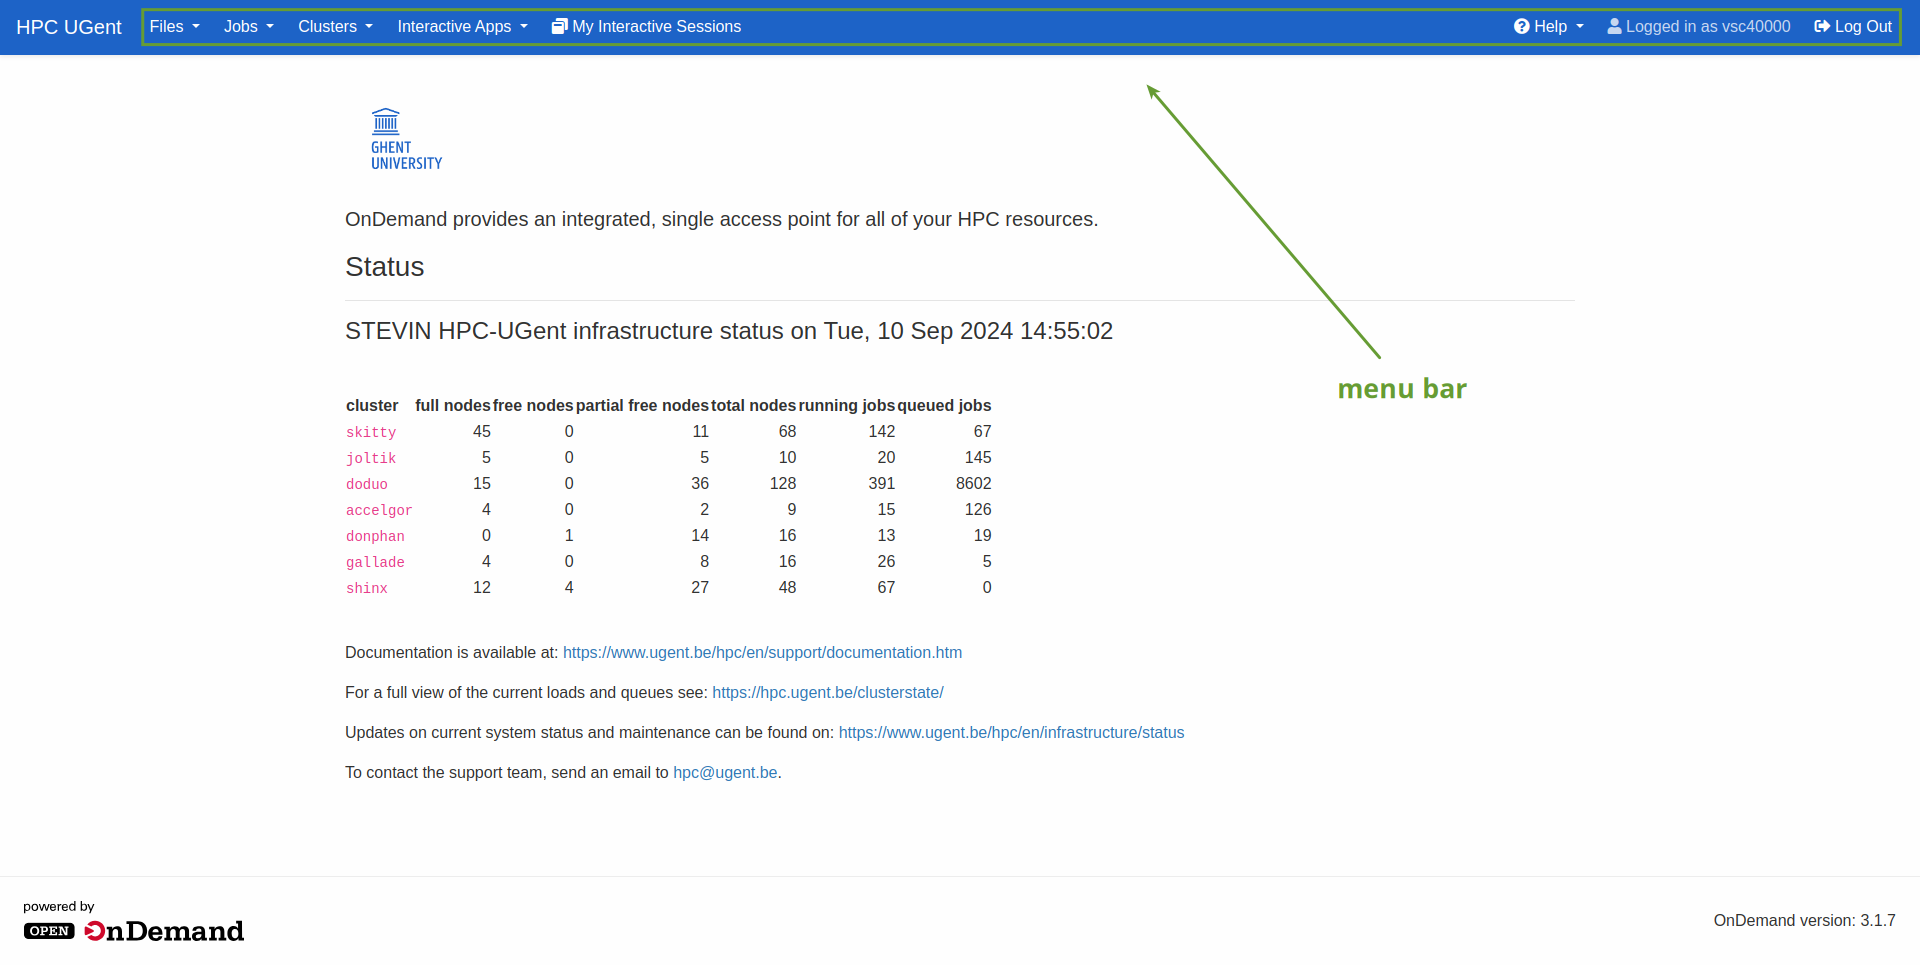 HPC UGent Files Jobs Clusters Interactive Apps My Interactive Sessions Help Logged in as vsc40000 Log Out
GHENT
UNIVERSITY
OnDemand provides an integrated, single access point for all of your HPC resources.
Status
STEVIN HPC-UGent infrastructure status on Tue, 10 Sep 2024 14:55:02
menu bar
cluster full nodes free nodes partial free nodes total nodes running jobs queued jobs
skitty 45 0 11 68 142 67
joltik 5 0 5 10 20 145
doduo 15 0 36 128 391 8602
accelgor 4 0 2 9 15 126
donphan 0 1 14 16 13 19
gallade 4 0 8 16 26 5
shinx 12 4 27 48 67 0
Documentation is available at: https://www.ugent.be/hpc/en/support/documentation.htm
For a full view of the current loads and queues see: https://hpc.ugent.be/clusterstate/
Updates on current system status and maintenance can be found on: https://www.ugent.be/hpc/en/infrastructure/status
To contact the support team, send an email to hpc@ugent.be.
powered by
OPEN OnDemand
OnDemand version: 3.1.7